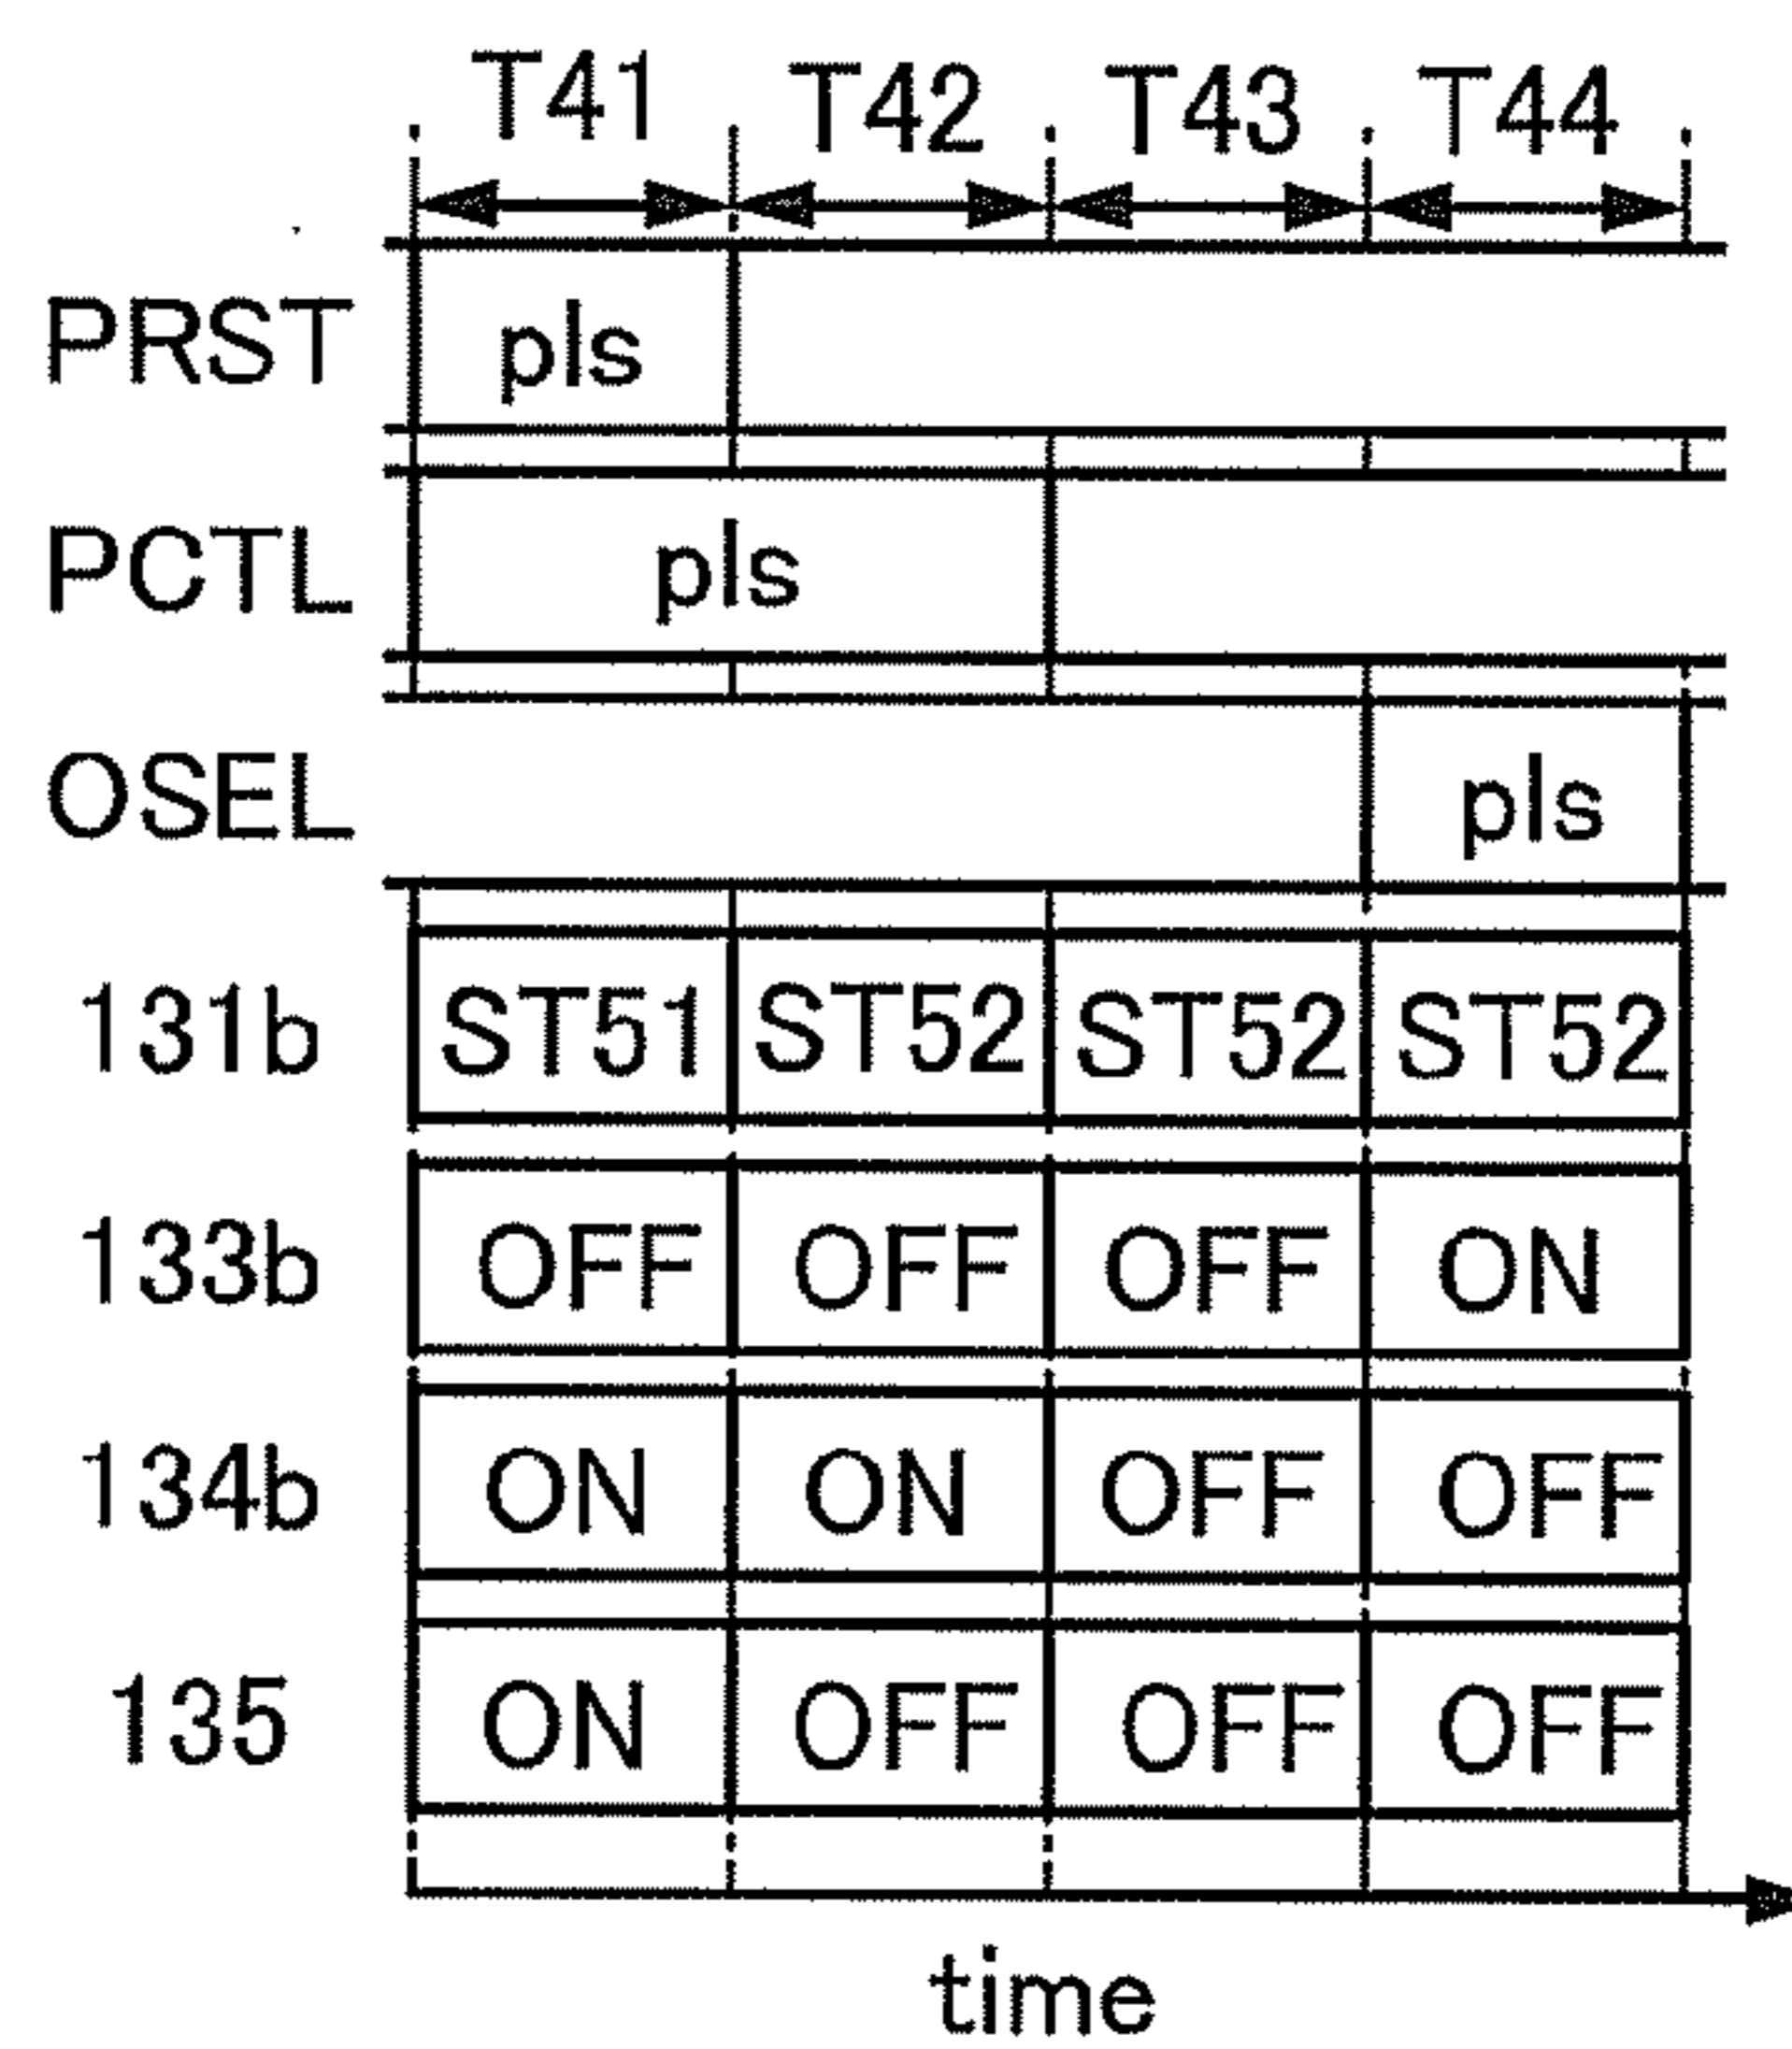 T41 T42 T43 T44
PRST pls
PCTL pls
OSEL pls
131b ST51 ST52 ST52 ST52
133b OFF OFF OFF ON
134b ON ON OFF OFF
135 ON OFF OFF OFF
time